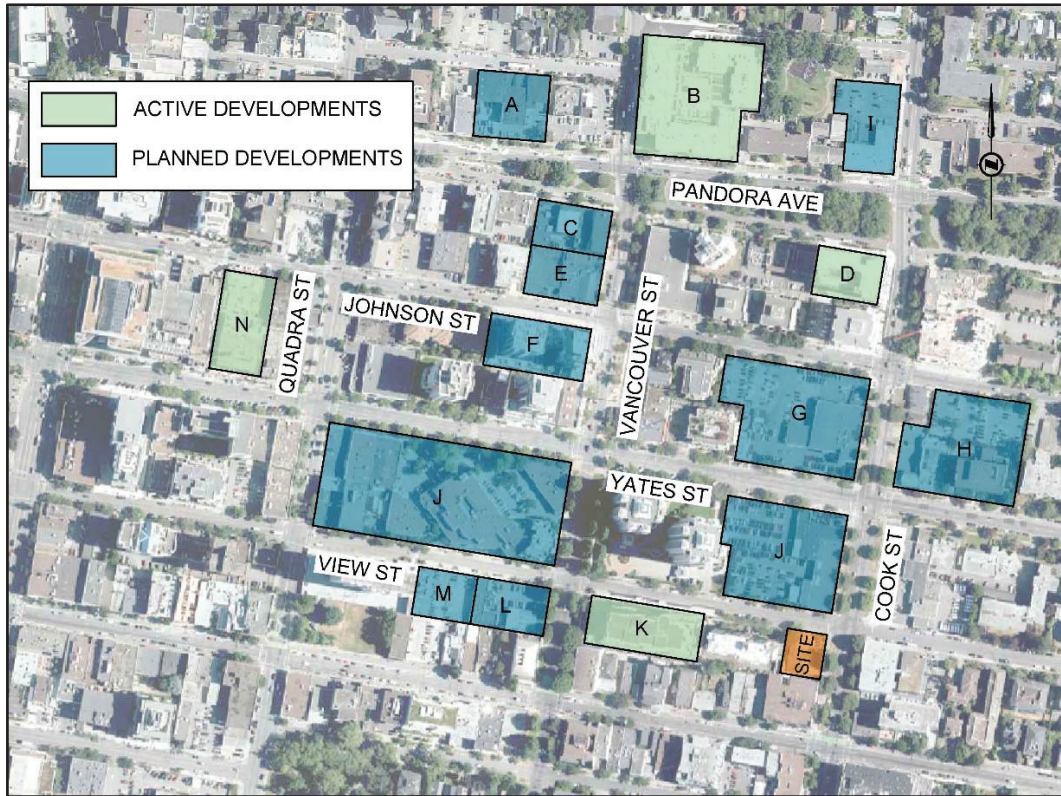 ACTIVE DEVELOPMENTS
PLANNED DEVELOPMENTS
A
B
I
PANDORA AVE
C
E
D
N
QUADRA ST
JOHNSON ST
F
VANCOUVER ST
G
H
J
YATES ST
J
COOK ST
VIEW ST
M
L
K
SITE